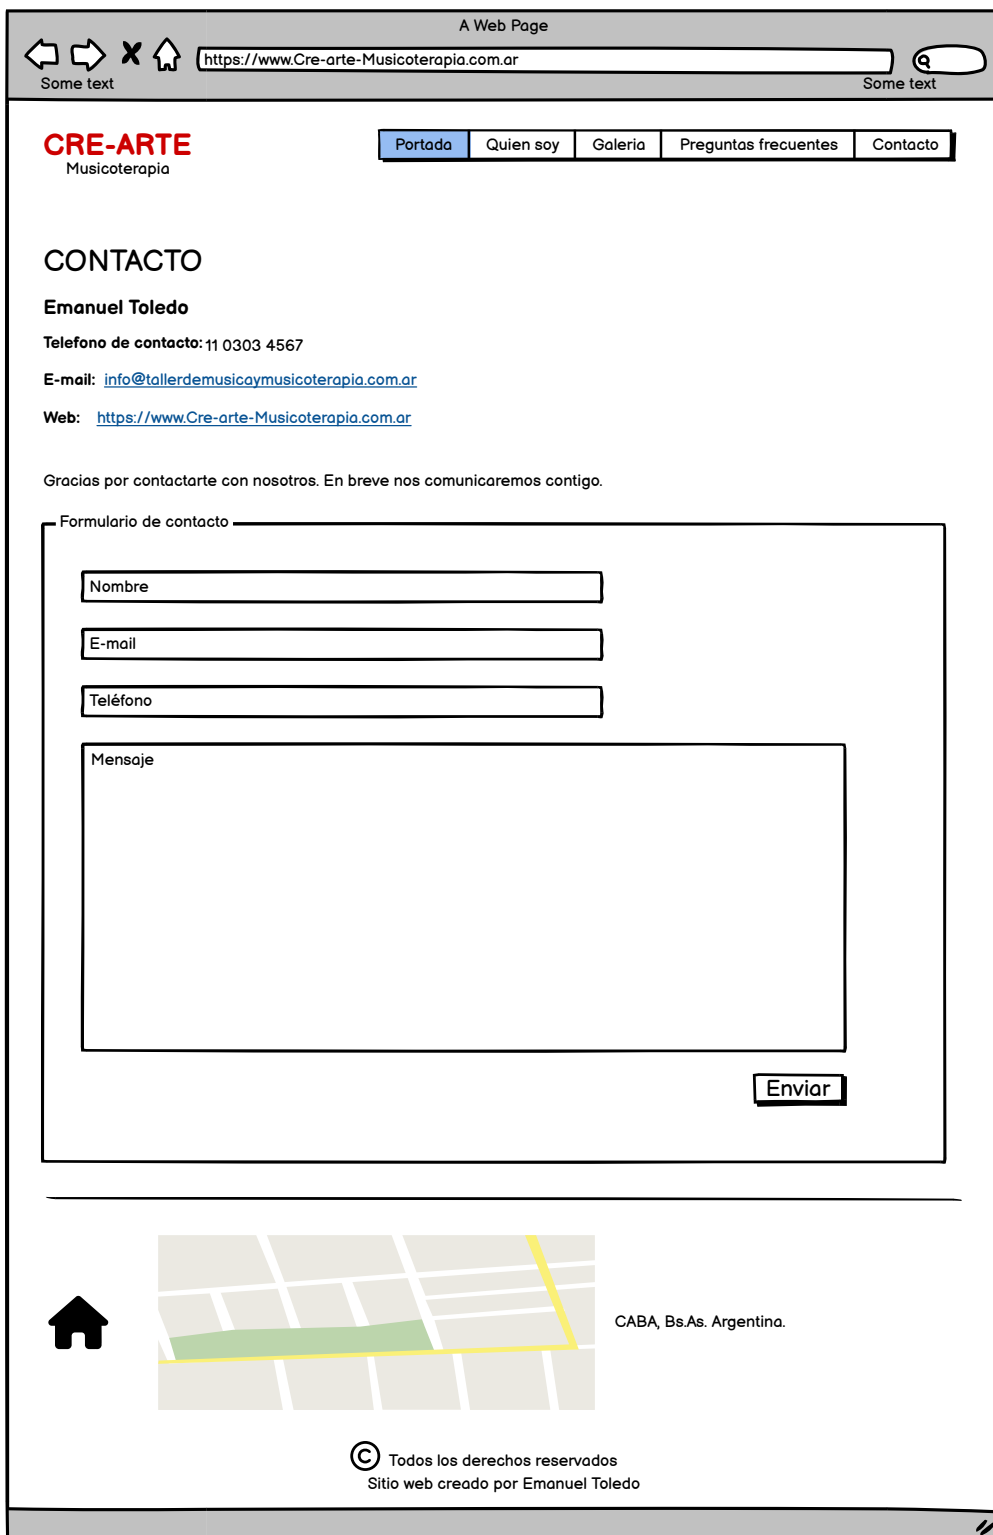 A Web Page
https://www.Cre-arte-Musicoterapia.com.ar
Some text
Some text
CRE-ARTE
Musicoterapia
Portada
Quien soy
Galeria
Preguntas frecuentes
Contacto
CONTACTO
Emanuel Toledo
Telefono de contacto: 11 0303 4567
E-mail: info@tallerdemusicaymusicoterapia.com.ar
Web: https://www.Cre-arte-Musicoterapia.com.ar
Gracias por contactarte con nosotros. En breve nos comunicaremos contigo.
Formulario de contacto
Nombre
E-mail
Teléfono
Mensaje
Enviar
CABA, Bs.As. Argentina.
© Todos los derechos reservados
Sitio web creado por Emanuel Toledo